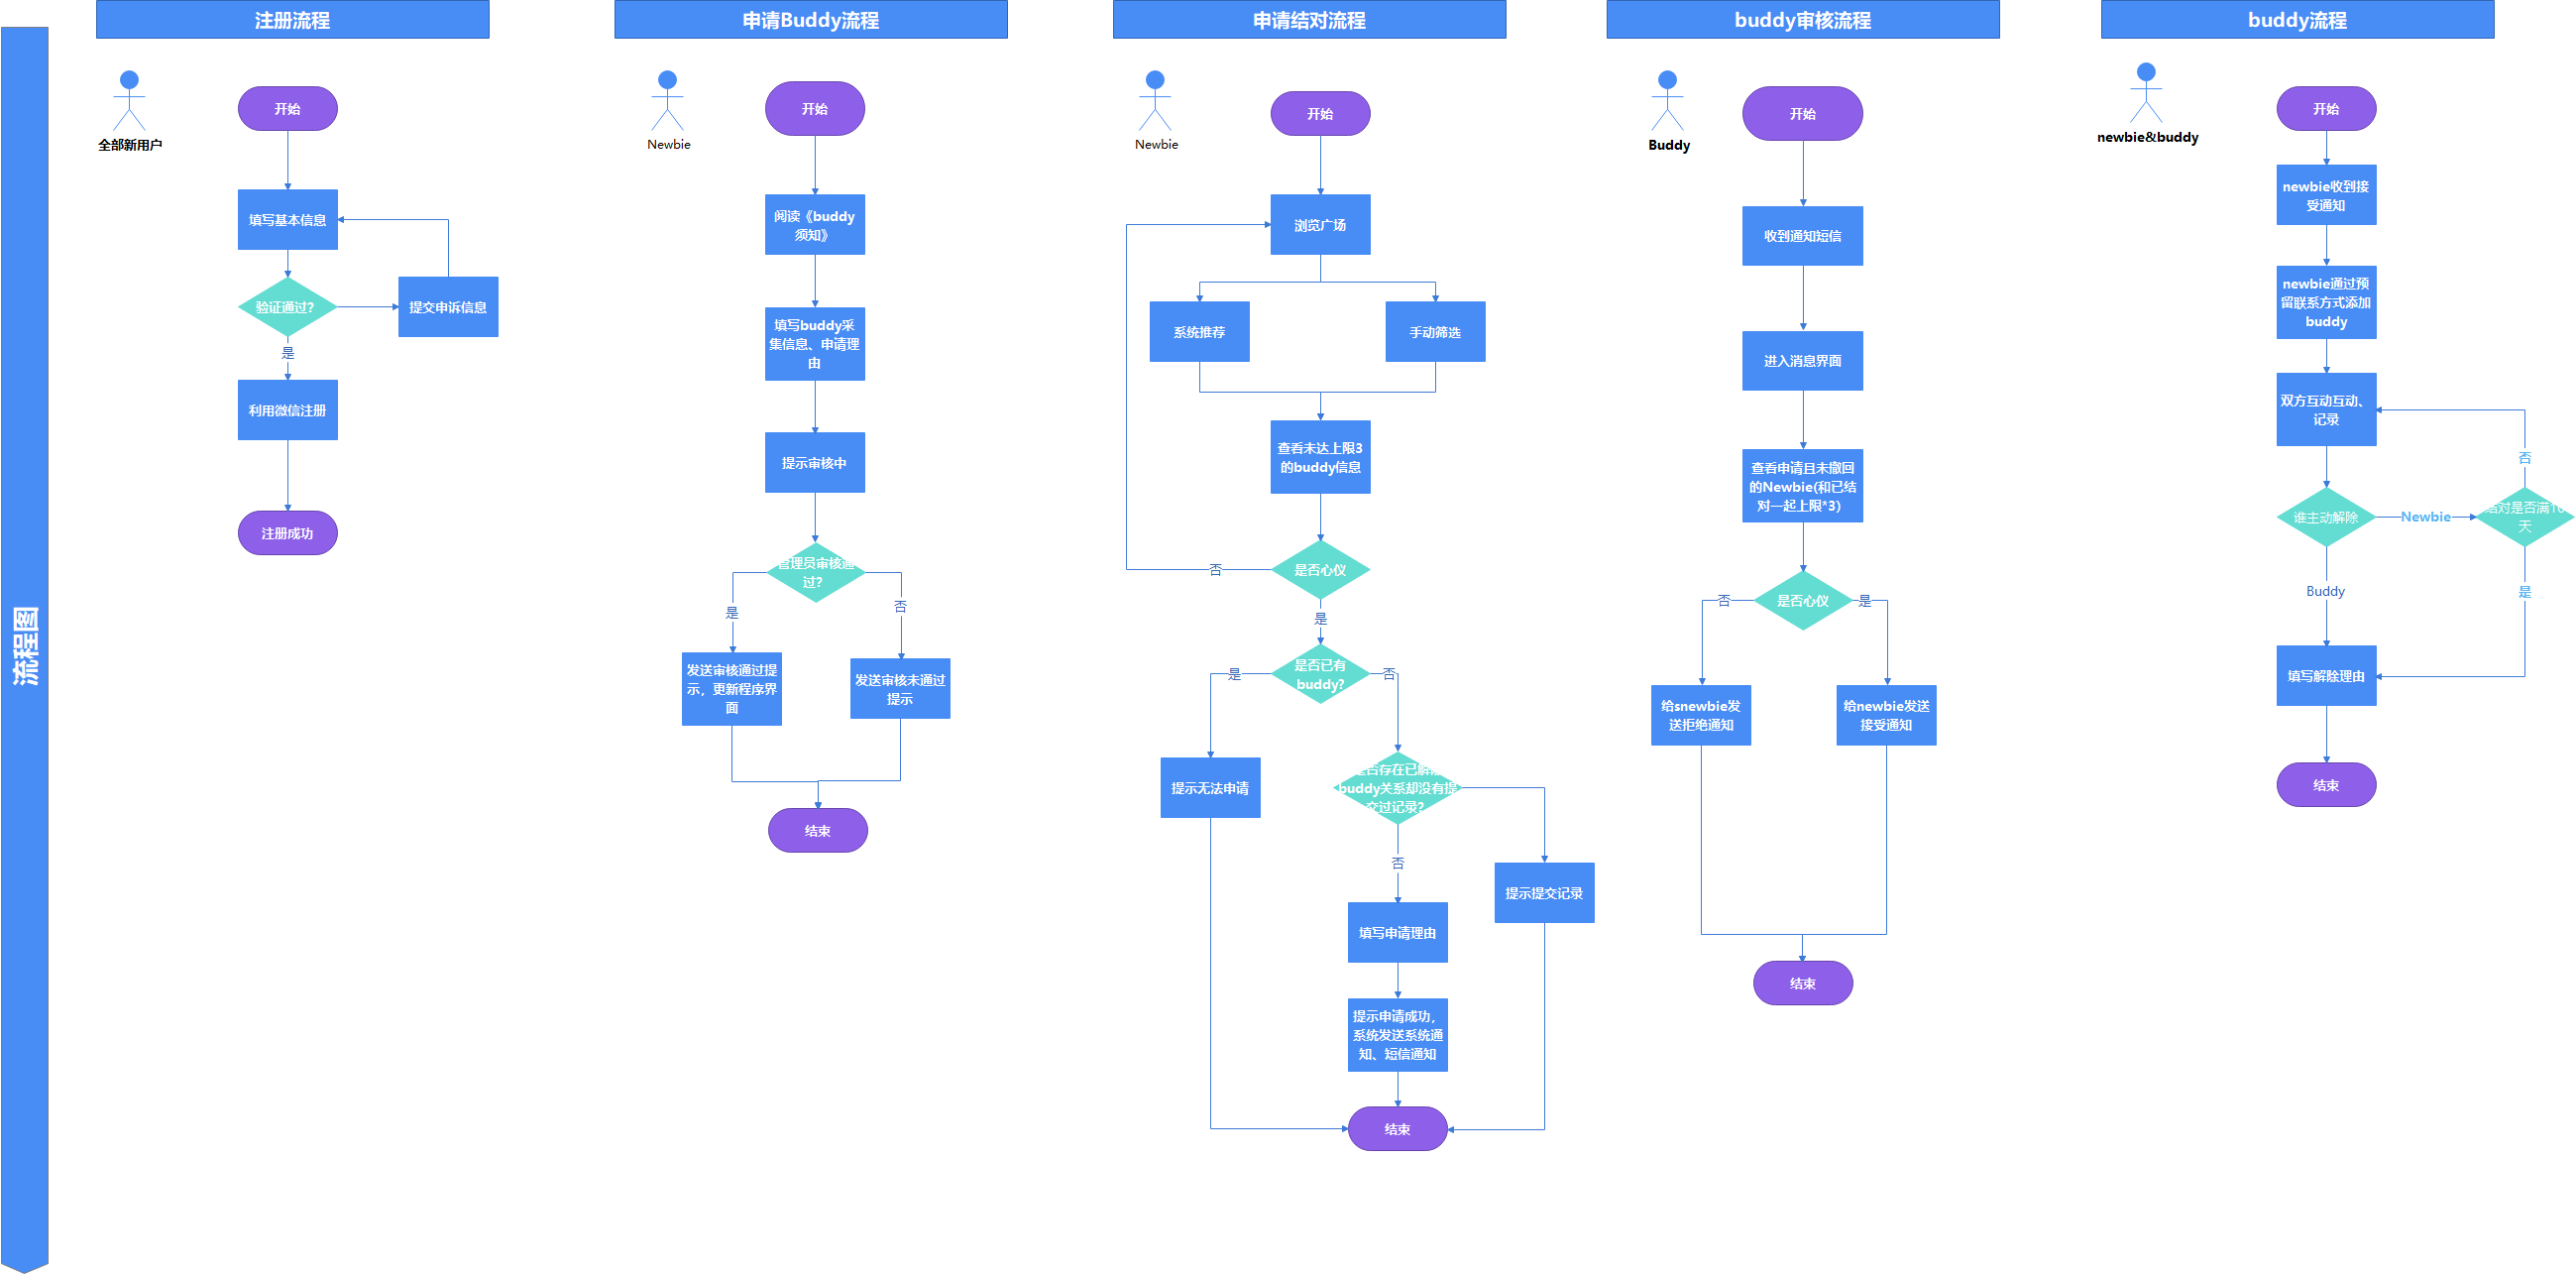 流程图
注册流程
全部新用户
开始
填写基本信息
验证通过?
提交申诉信息
是
利用微信注册
注册成功
申请Buddy流程
Newbie
开始
阅读《buddy
须知》
填写buddy采
集信息、申请理
由
提示审核中
管理员审核通
过?
是
否
发送审核通过提
示，更新程序界
面
发送审核未通过
提示
结束
申请结对流程
Newbie
开始
浏览广场
系统推荐
手动筛选
查看未达上限3
的buddy信息
是否心仪
否
是
是否已有
buddy?
是
否
提示无法申请
是否存在已解
buddy关系却没有提
交过记录?
否
提示提交记录
填写申请理由
提示申请成功，
系统发送系统通
知、短信通知
结束
buddy审核流程
Buddy
开始
收到通知短信
进入消息界面
查看申请且未撤回
的Newbie(和已结
对一起上限*3）
是否心仪
否
是
给snewbie发
送拒绝通知
给newbie发送
接受通知
结束
buddy流程
newbie&buddy
开始
newbie收到接
受通知
newbie通过预
留联系方式添加
buddy
双方互动互动、
记录
否
谁主动解除
Newbie
结对是否满10
天
Buddy
是
填写解除理由
结束